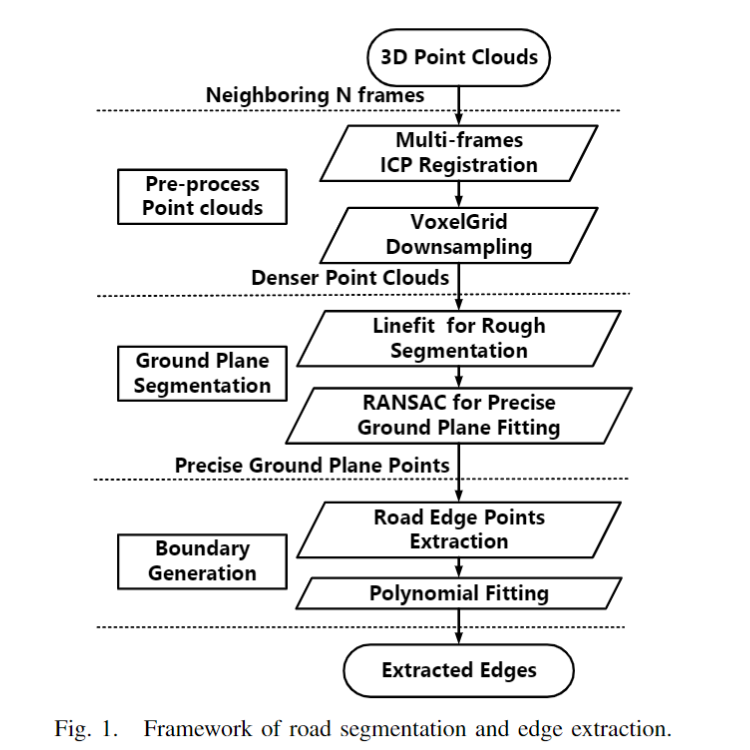 3D Point Clouds
Neighboring N frames
Multi-frames
ICP Registration
Pre-process
Point clouds
VoxelGrid
Downsampling
Denser Point Clouds
Linefit for Rough
Segmentation
Ground Plane
Segmentation
RANSAC for Precise
Ground Plane Fitting
Precise Ground Plane Points
Road Edge Points
Extraction
Boundary
Generation
Polynomial Fitting
Extracted Edges
Fig. 1. Framework of road segmentation and edge extraction.